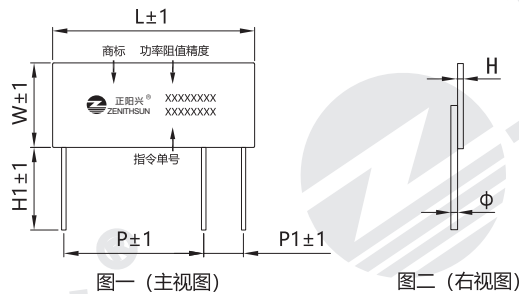 L±1
商标 功率阻值精度
W±1
正阳兴®
ZENITHSUN
XXXXXXXX
XXXXXXXX
指令单号
H1±1
P±1
P1±1
图一（主视图）
H
ϕ
图二（右视图）